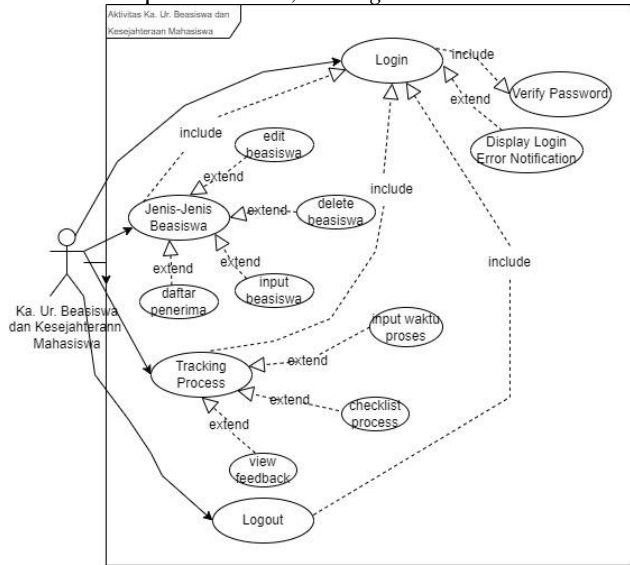 Aktivitas Ka. Ur. Beasiswa dan
Kesejahteraan Mahasiswa
Login
include
Verify Password
extend
Display Login
Error Notification
include
edit
beasiswa
extend
Jenis-Jenis
Beasiswa
extend
delete
beasiswa
include
extend
daftar
penerima
extend
input
beasiswa
include
Ka. Ur. Beasiswa
dan Kesejahterann
Mahasiswa
input waktu
proses
extend
Tracking
Process
extend
checklist
process
extend
view
feedback
Logout